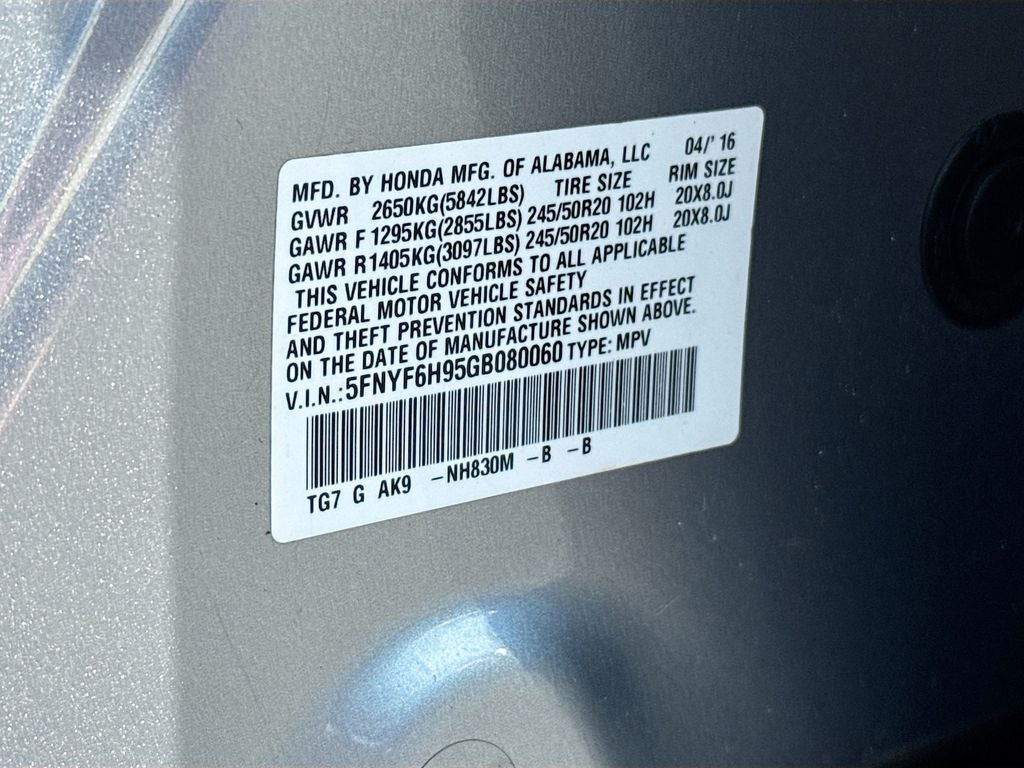 MFD. BY HONDA MFG. OF ALABAMA, LLC 04/' 16
GVWR 2650KG(5842LBS) TIRE SIZE RIM SIZE
GAWR F 1295KG(2855LBS) 245/50R20 102H 20X8.0J
GAWR R1405KG(3097LBS) 245/50R20 102H 20X8.0J
THIS VEHICLE CONFORMS TO ALL APPLICABLE
FEDERAL MOTOR VEHICLE SAFETY
AND THEFT PREVENTION STANDARDS IN EFFECT
ON THE DATE OF MANUFACTURE SHOWN ABOVE.
V.I.N.:5FNYF6H95GB080060 TYPE: MPV
TG7 G AK9 -NH830M -B -B